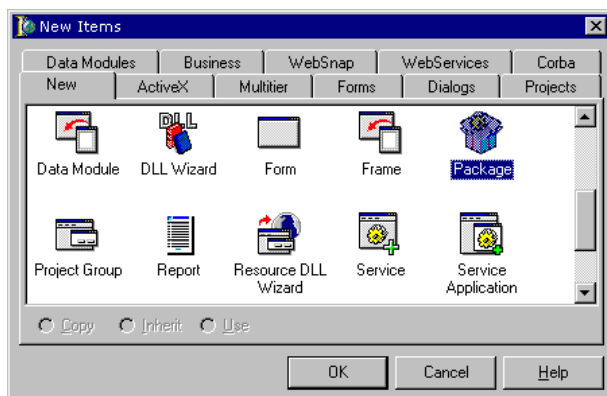 New Items
Data Modules Business WebSnap WebServices Corba
New ActiveX Multitier Forms Dialogs Projects
DLL
Data Module DLL Wizard Form Frame Package
Project Group Report Resource DLL Wizard Service Service Application
Copy Inherit Use
OK Cancel Help